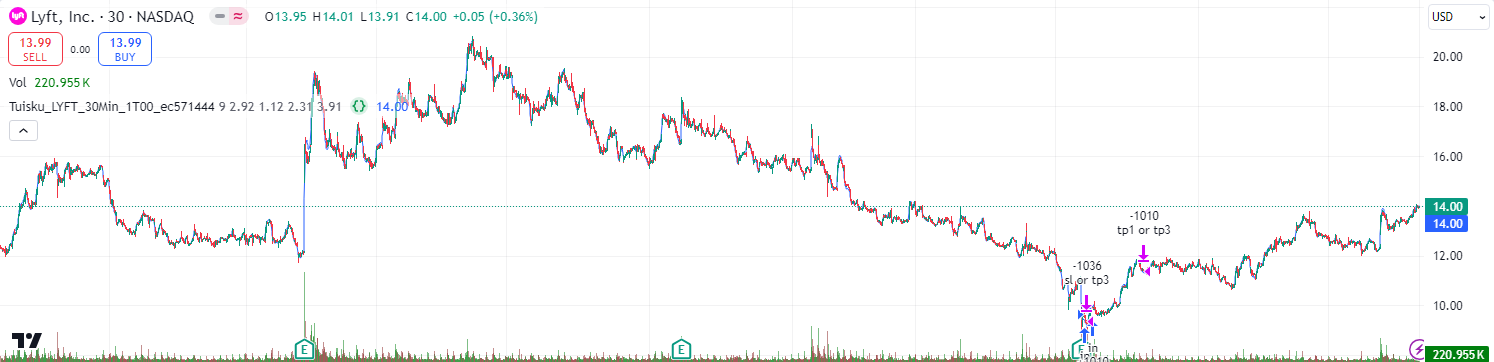 Lyft, Inc. · 30 · NASDAQ O13.95 H14.01 L13.91 C14.00 +0.05 (+0.36%)
USD
13.99
SELL
0.00
13.99
BUY
Vol 220.955 K
Tuisku_LYFT_30Min_1T00_ec571444 9 2.92 1.12 2.31 3.91 14.00
20.00
18.00
16.00
14.00
14.00
12.00
10.00
-1010
tp1 or tp3
-1036
sl or tp3
E
E
in
220.955 K